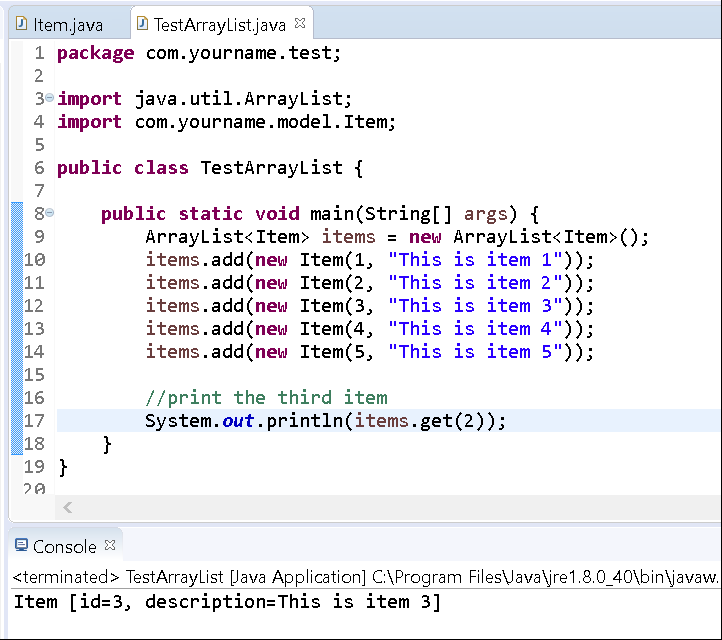 Item.java TestArrayList.java
1 package com.yourname.test;
2
3 import java.util.ArrayList;
4 import com.yourname.model.Item;
5
6 public class TestArrayList {
7
8 public static void main(String[] args) {
9 ArrayList<Item> items = new ArrayList<Item>();
10 items.add(new Item(1, "This is item 1"));
11 items.add(new Item(2, "This is item 2"));
12 items.add(new Item(3, "This is item 3"));
13 items.add(new Item(4, "This is item 4"));
14 items.add(new Item(5, "This is item 5"));
15
16 //print the third item
17 System.out.println(items.get(2));
18 }
19 }
20
Console
<terminated> TestArrayList [Java Application] C:\Program Files\Java\jre1.8.0_40\bin\javaw.
Item [id=3, description=This is item 3]